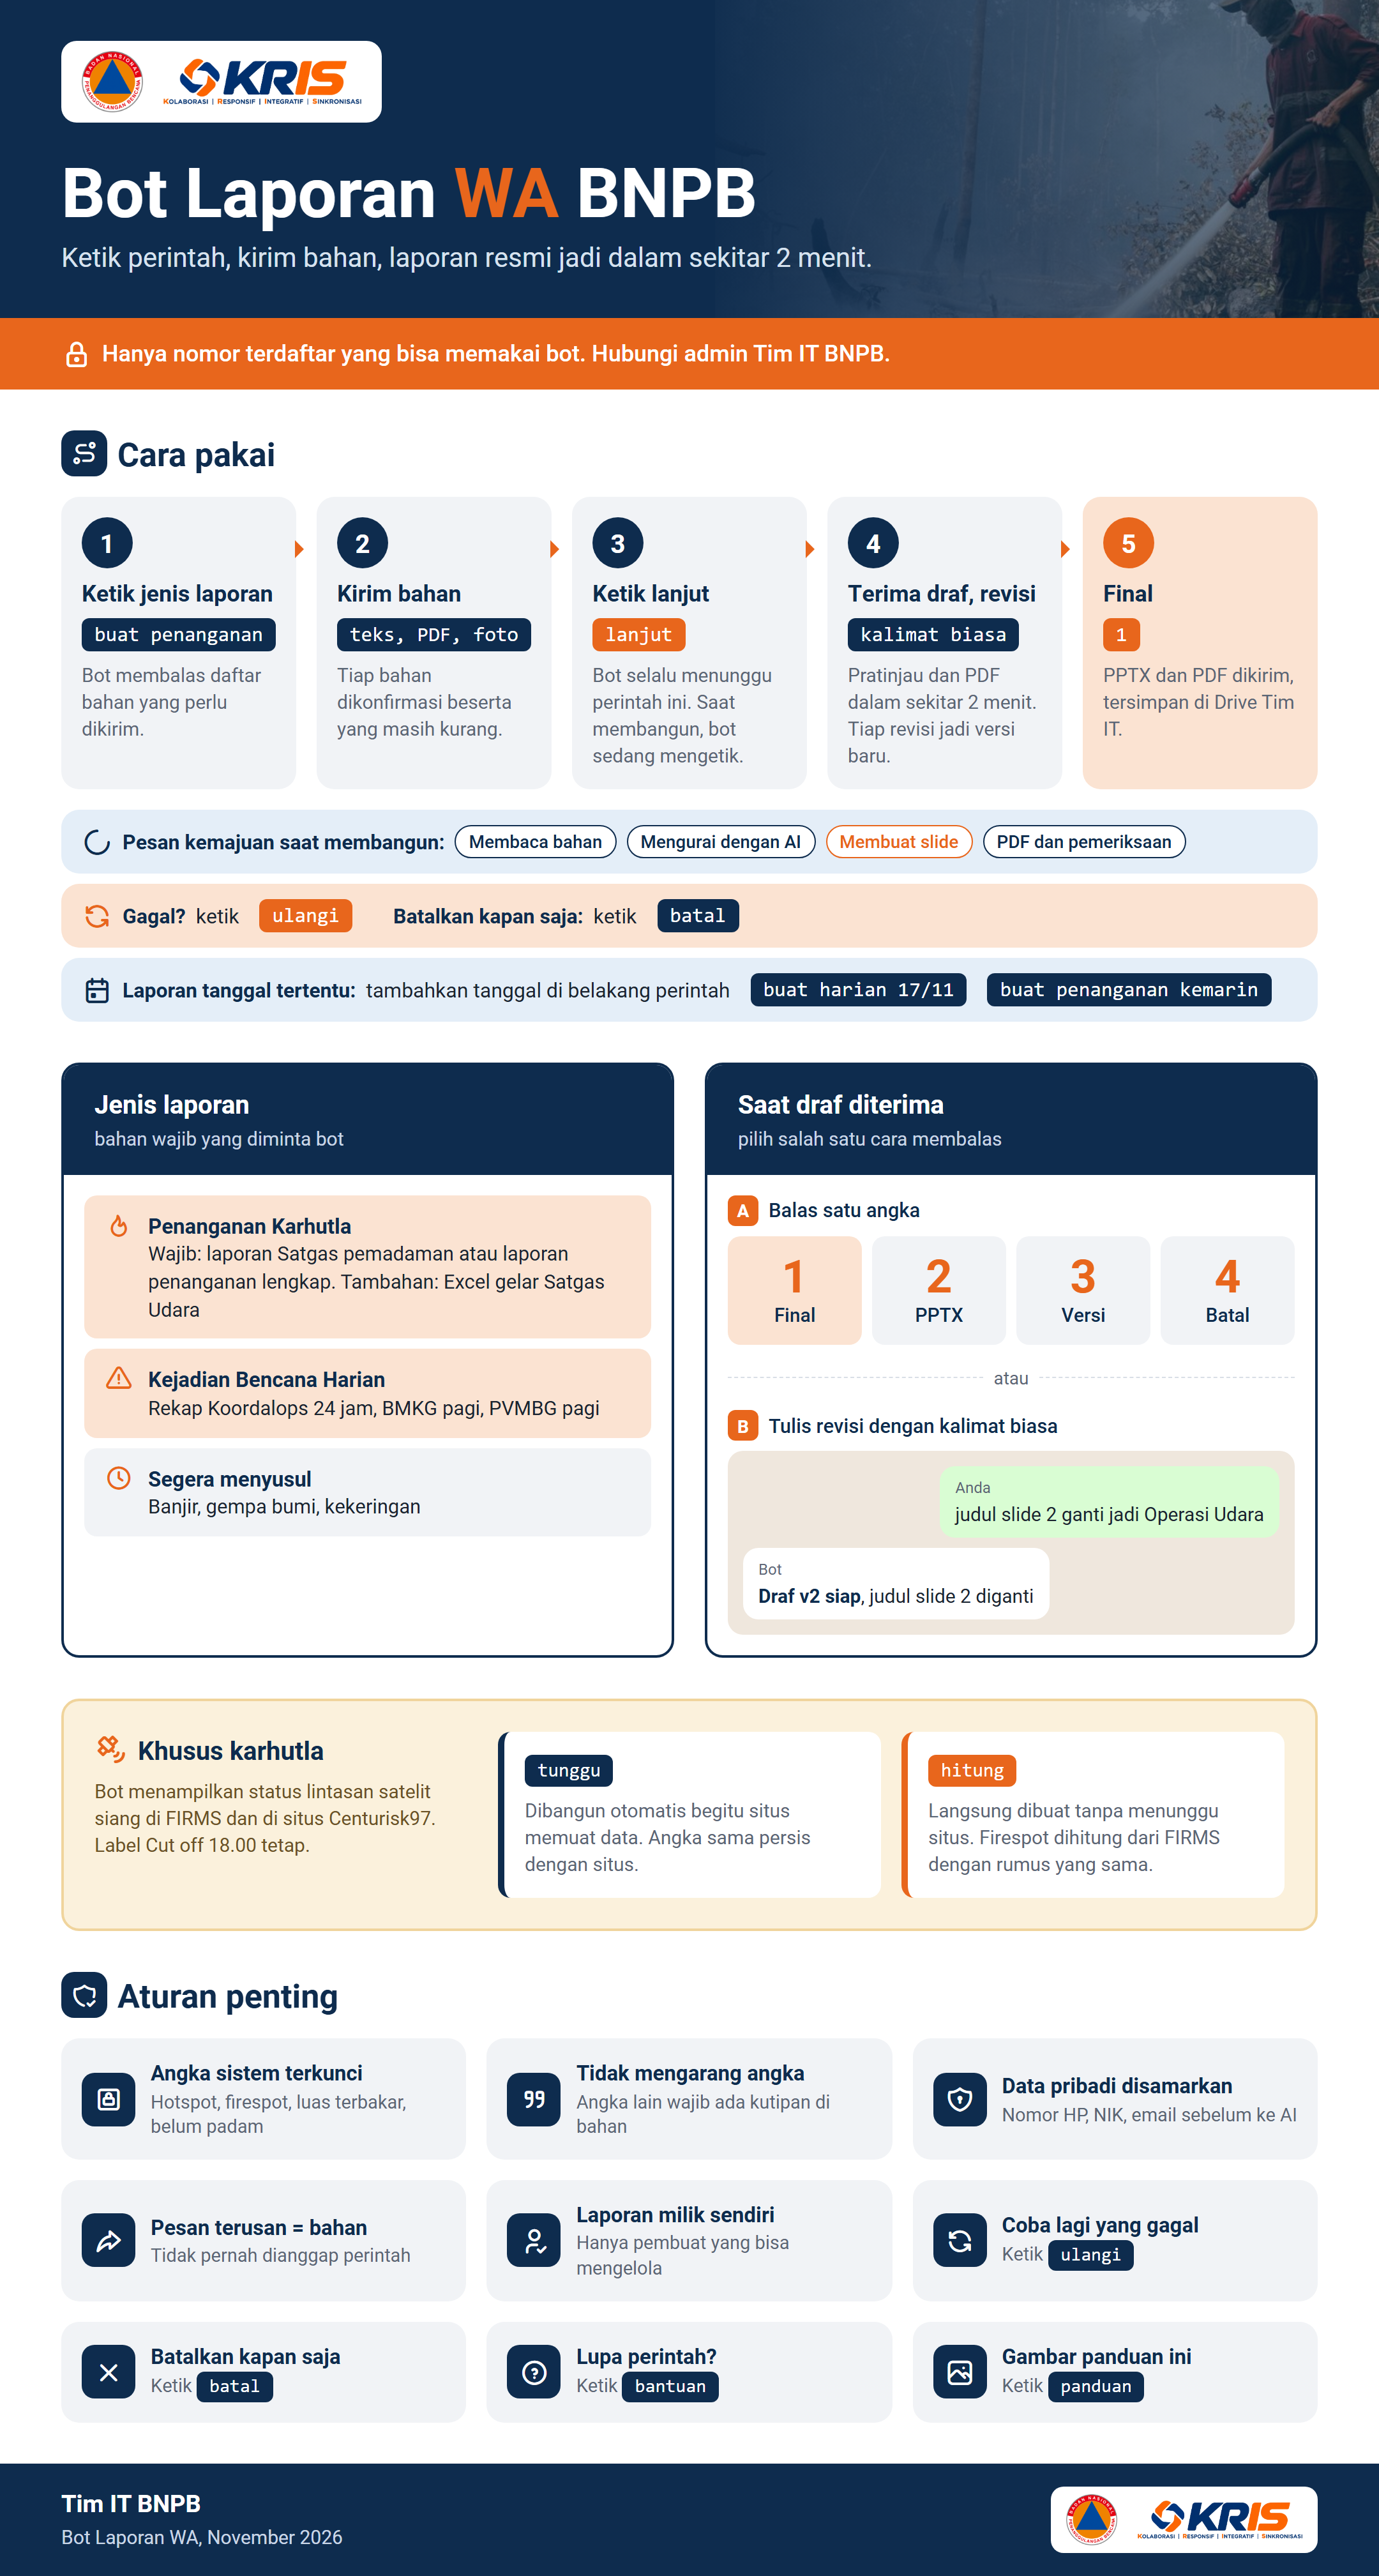 BADAN NASIONAL
PENANGGULANGAN BENCANA
KRIS
KOLABORASI | RESPONSIF | INTEGRATIF | SINKRONISASI
Bot Laporan WA BNPB
Ketik perintah, kirim bahan, laporan resmi jadi dalam sekitar 2 menit.
Hanya nomor terdaftar yang bisa memakai bot. Hubungi admin Tim IT BNPB.
Cara pakai
1
Ketik jenis laporan
buat penanganan
Bot membalas daftar
bahan yang perlu
dikirim.
2
Kirim bahan
teks, PDF, foto
Tiap bahan
dikonfirmasi beserta
yang masih kurang.
3
Ketik lanjut
lanjut
Bot selalu menunggu
perintah ini. Saat
membangun, bot
sedang mengetik.
4
Terima draf, revisi
kalimat biasa
Pratinjau dan PDF
dalam sekitar 2 menit.
Tiap revisi jadi versi
baru.
5
Final
1
PPTX dan PDF dikirim,
tersimpan di Drive Tim
IT.
Pesan kemajuan saat membangun: Membaca bahan Mengurai dengan AI Membuat slide PDF dan pemeriksaan
Gagal? ketik ulangi Batalkan kapan saja: ketik batal
Laporan tanggal tertentu: tambahkan tanggal di belakang perintah buat harian 17/11 buat penanganan kemarin
Jenis laporan
bahan wajib yang diminta bot
Penanganan Karhutla
Wajib: laporan Satgas pemadaman atau laporan
penanganan lengkap. Tambahan: Excel gelar Satgas
Udara
Kejadian Bencana Harian
Rekap Koordalops 24 jam, BMKG pagi, PVMBG pagi
Segera menyusul
Banjir, gempa bumi, kekeringan
Saat draf diterima
pilih salah satu cara membalas
A Balas satu angka
1 2 3 4
Final PPTX Versi Batal
atau
B Tulis revisi dengan kalimat biasa
Anda
judul slide 2 ganti jadi Operasi Udara
Bot
Draf v2 siap, judul slide 2 diganti
Khusus karhutla
Bot menampilkan status lintasan satelit
siang di FIRMS dan di situs Centurisk97.
Label Cut off 18.00 tetap.
tunggu
Dibangun otomatis begitu situs
memuat data. Angka sama persis
dengan situs.
hitung
Langsung dibuat tanpa menunggu
situs. Firespot dihitung dari FIRMS
dengan rumus yang sama.
Aturan penting
Angka sistem terkunci
Hotspot, firespot, luas terbakar,
belum padam
Tidak mengarang angka
Angka lain wajib ada kutipan di
bahan
Data pribadi disamarkan
Nomor HP, NIK, email sebelum ke AI
Pesan terusan = bahan
Tidak pernah dianggap perintah
Laporan milik sendiri
Hanya pembuat yang bisa
mengelola
Coba lagi yang gagal
Ketik ulangi
Batalkan kapan saja
Ketik batal
Lupa perintah?
Ketik bantuan
Gambar panduan ini
Ketik panduan
Tim IT BNPB
Bot Laporan WA, November 2026
BADAN NASIONAL
PENANGGULANGAN BENCANA
KRIS
KOLABORASI | RESPONSIF | INTEGRATIF | SINKRONISASI